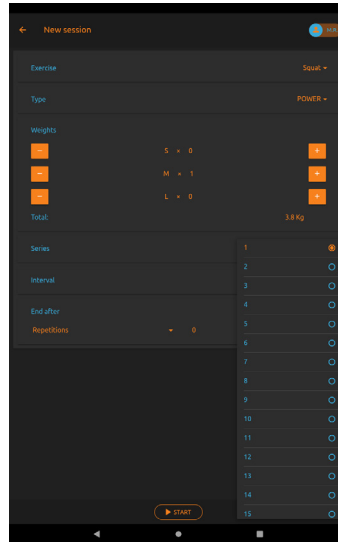 New session
M.R.
Exercise
Squat
Type
POWER
Weights
− S × 0 +
− M × 1 +
− L × 0 +
Total: 3.8 Kg
Series
Interval
End after
Repetitions 0
1
2
3
4
5
6
7
8
9
10
11
12
13
14
15
START